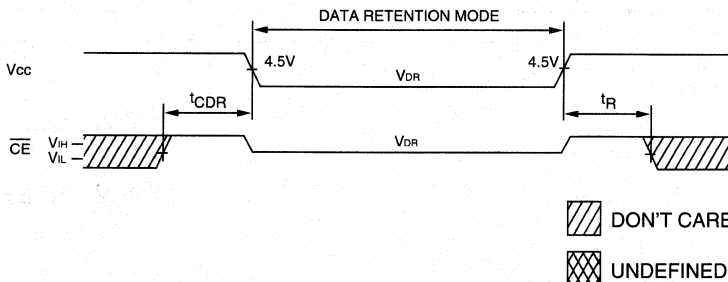 DATA RETENTION MODE
Vcc
4.5V
VDR
4.5V
tCDR
tR
CE
VIH
VIL
VDR
DON'T CARE
UNDEFINED